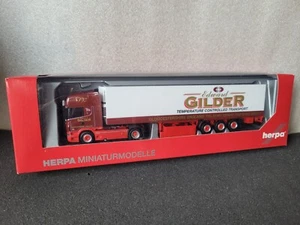 Edward
GILDER
TEMPERATURE CONTROLLED TRANSPORT
HERPA MINIATURMODELLE
herpa